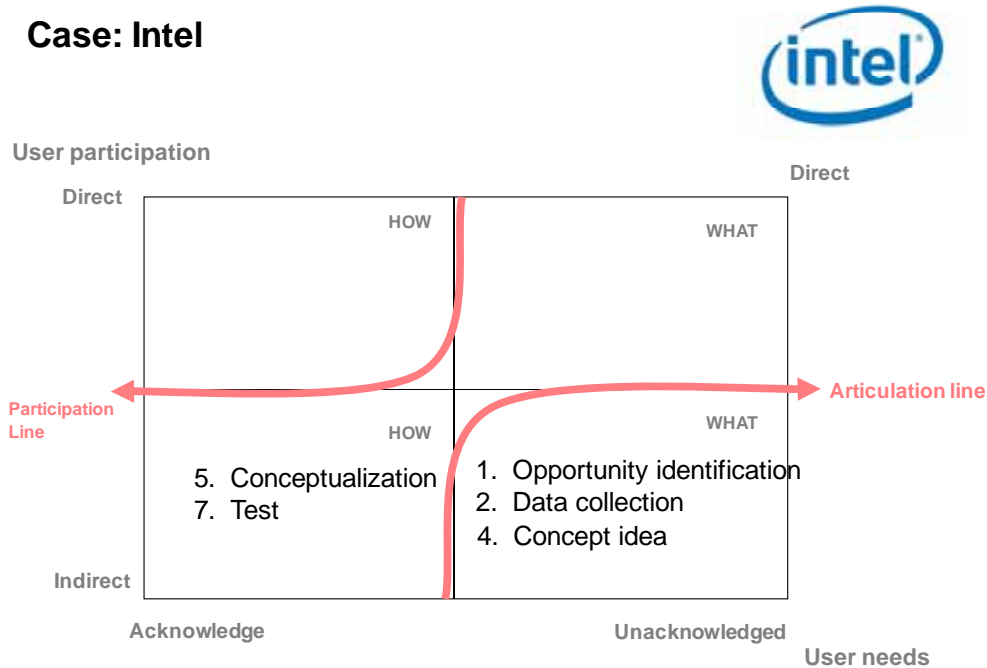 Case: Intel
intel
User participation
Direct
Direct
HOW
WHAT
Participation
Line
Articulation line
HOW
WHAT
5. Conceptualization
7. Test
1. Opportunity identification
2. Data collection
4. Concept idea
Indirect
Acknowledge
Unacknowledged
User needs